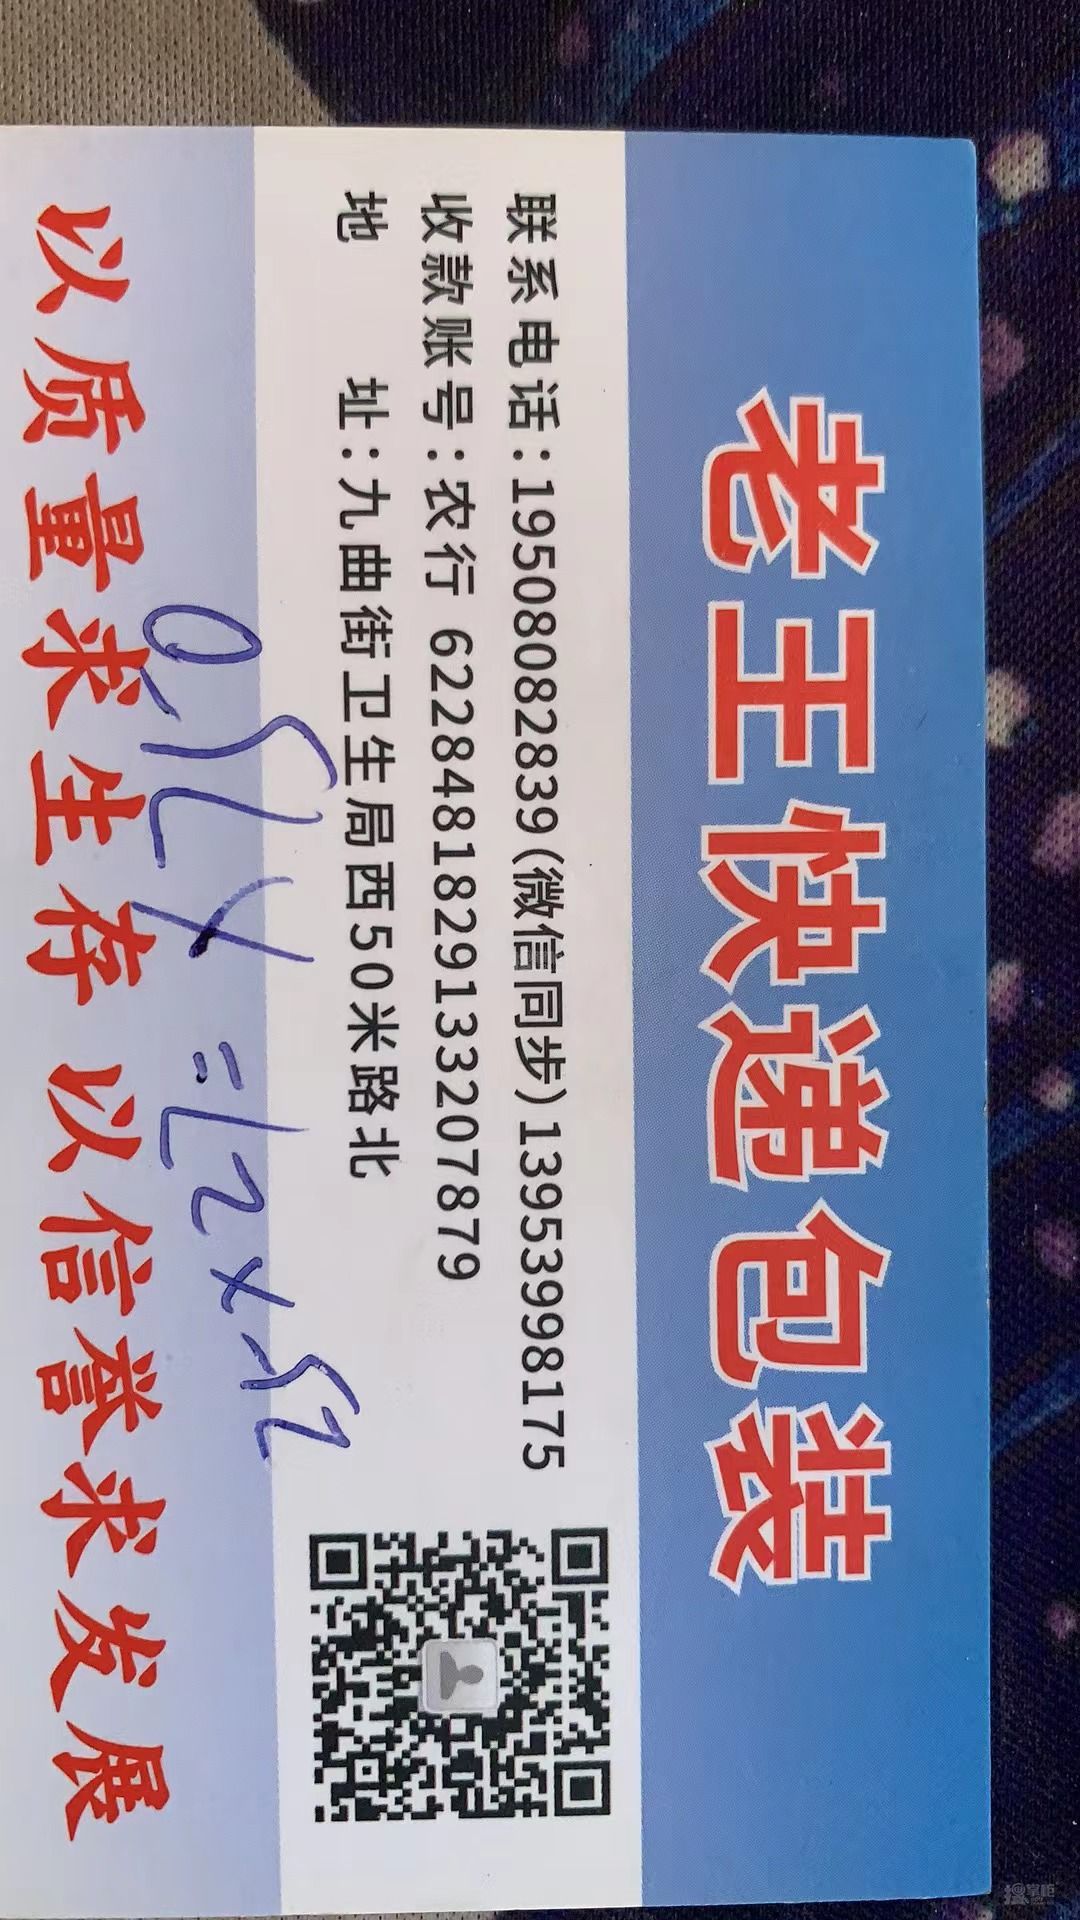 老王快递包装
联系电话:19508082839(微信同步)13953998175
收款账号:农行 6228481829133207879
地 址:九曲街卫生局西50米路北
以质量求生存 以信誉求发展